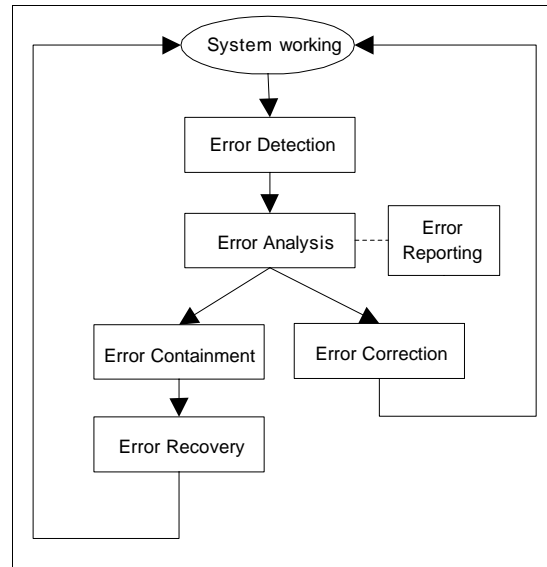 System working
Error Detection
Error Analysis
Error
Reporting
Error Containment
Error Correction
Error Recovery